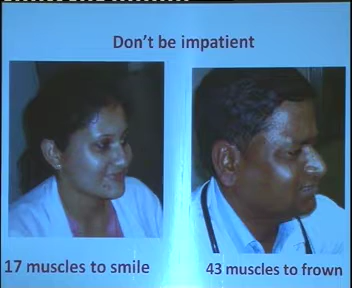 Don't be impatient
17 muscles to smile
43 muscles to frown